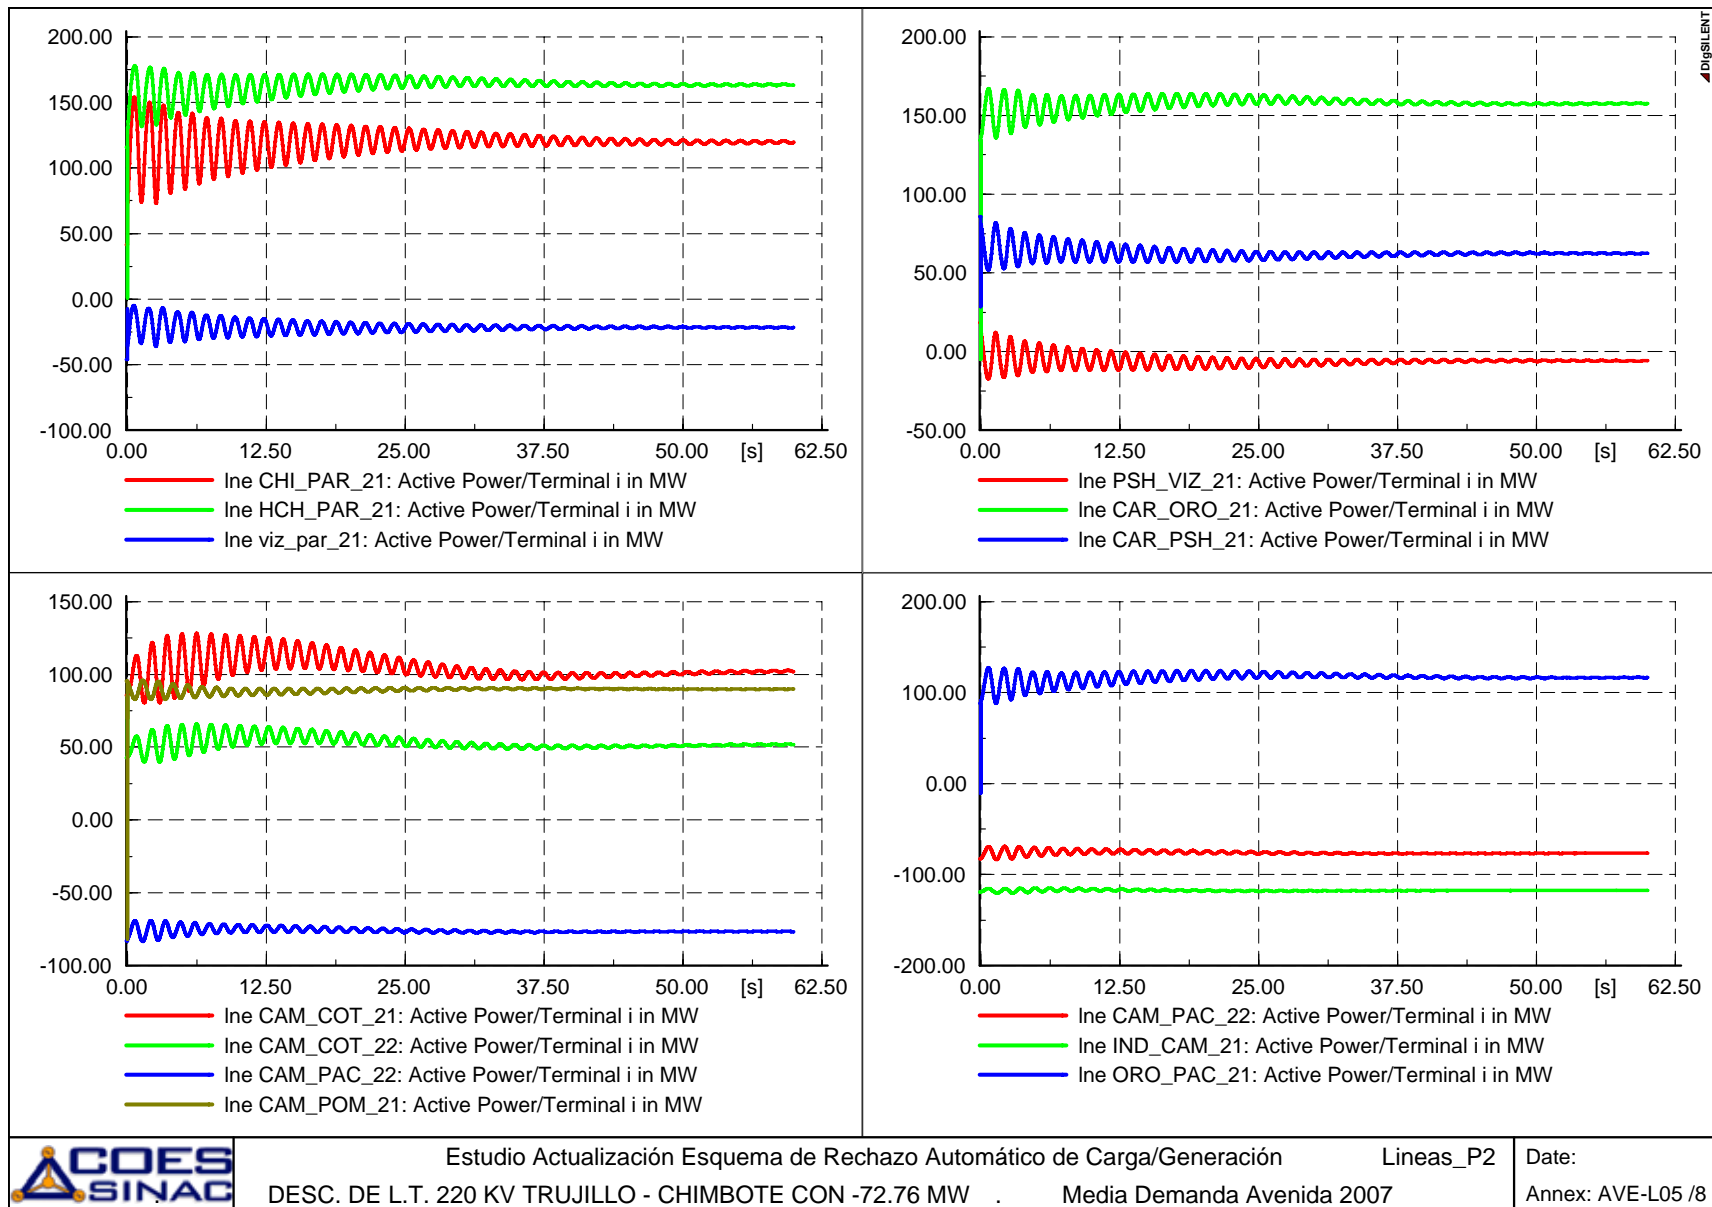 DIgSILENT
200.00
150.00
100.00
50.00
0.00
-50.00
-100.00
0.00 12.50 25.00 37.50 50.00 [s] 62.50
lne CHI_PAR_21: Active Power/Terminal i in MW
lne HCH_PAR_21: Active Power/Terminal i in MW
lne viz_par_21: Active Power/Terminal i in MW
200.00
150.00
100.00
50.00
0.00
-50.00
0.00 12.50 25.00 37.50 50.00 [s] 62.50
lne PSH_VIZ_21: Active Power/Terminal i in MW
lne CAR_ORO_21: Active Power/Terminal i in MW
lne CAR_PSH_21: Active Power/Terminal i in MW
150.00
100.00
50.00
0.00
-50.00
-100.00
0.00 12.50 25.00 37.50 50.00 [s] 62.50
lne CAM_COT_21: Active Power/Terminal i in MW
lne CAM_COT_22: Active Power/Terminal i in MW
lne CAM_PAC_22: Active Power/Terminal i in MW
lne CAM_POM_21: Active Power/Terminal i in MW
200.00
100.00
0.00
-100.00
-200.00
0.00 12.50 25.00 37.50 50.00 [s] 62.50
lne CAM_PAC_22: Active Power/Terminal i in MW
lne IND_CAM_21: Active Power/Terminal i in MW
lne ORO_PAC_21: Active Power/Terminal i in MW
COES
SINAC
Estudio Actualización Esquema de Rechazo Automático de Carga/Generación Lineas_P2
DESC. DE L.T. 220 KV TRUJILLO - CHIMBOTE CON -72.76 MW . Media Demanda Avenida 2007
Date:
Annex: AVE-L05 /8